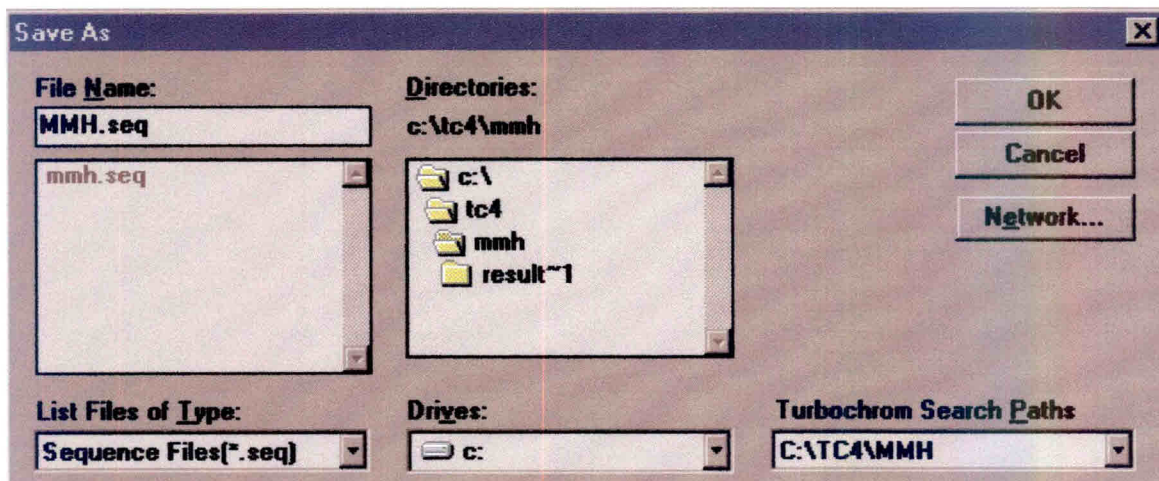 Save As
File Name:
MMH.seq
mmh.seq
List Files of Type:
Sequence Files(*.seq)
Directories:
c:\tc4\mmh
c:\
tc4
mmh
result~1
Drives:
c:
OK
Cancel
Network...
Turbochrom Search Paths
C:\TC4\MMH